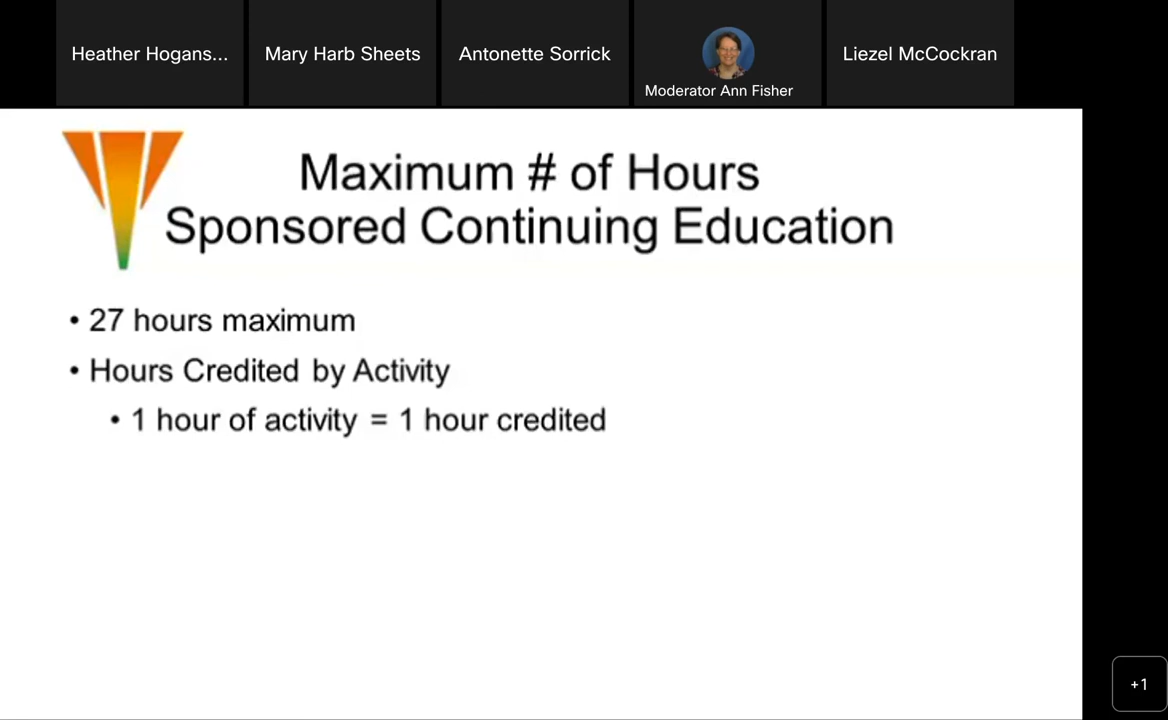 Heather Hogans...
Mary Harb Sheets
Antonette Sorrick
Moderator Ann Fisher
Liezel McCockran
Maximum # of Hours
Sponsored Continuing Education
• 27 hours maximum
• Hours Credited by Activity
• 1 hour of activity = 1 hour credited
+1